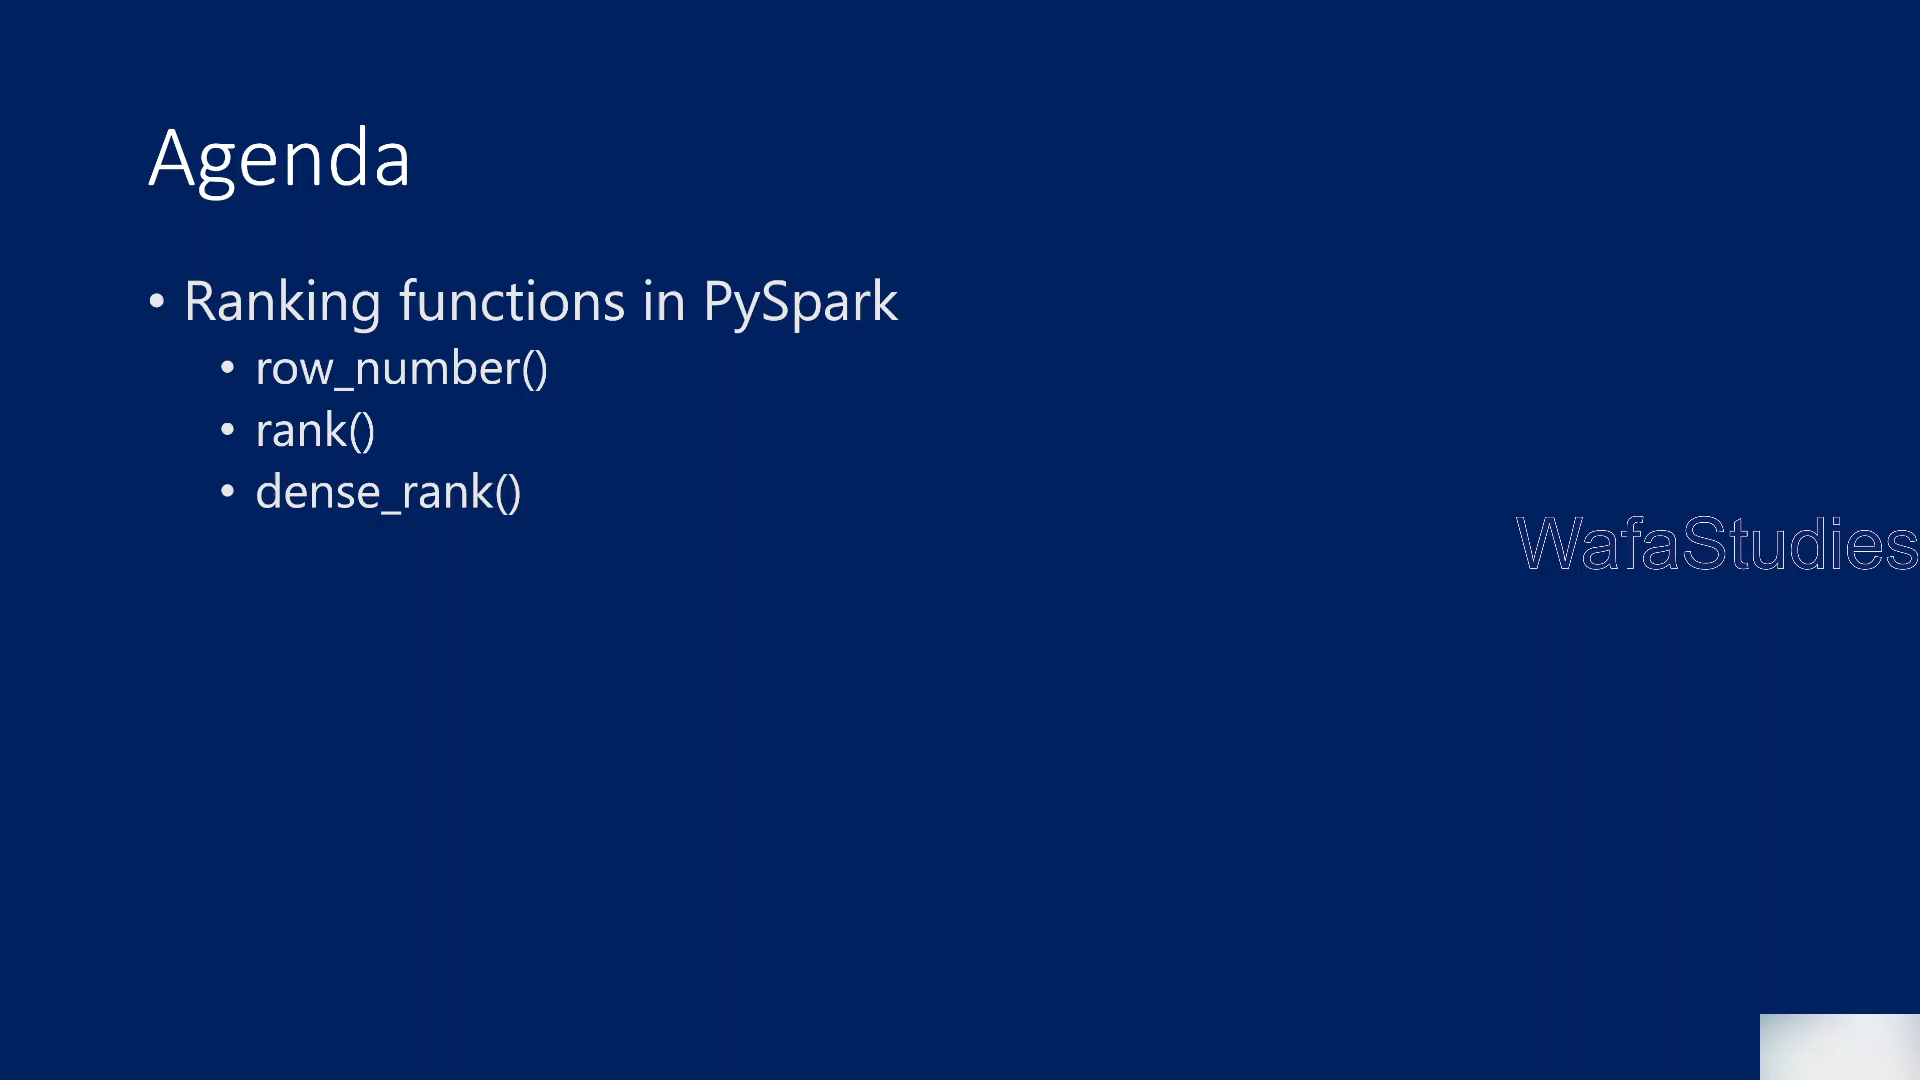 Agenda
• Ranking functions in PySpark
• row_number()
• rank()
• dense_rank()
WafaStudies